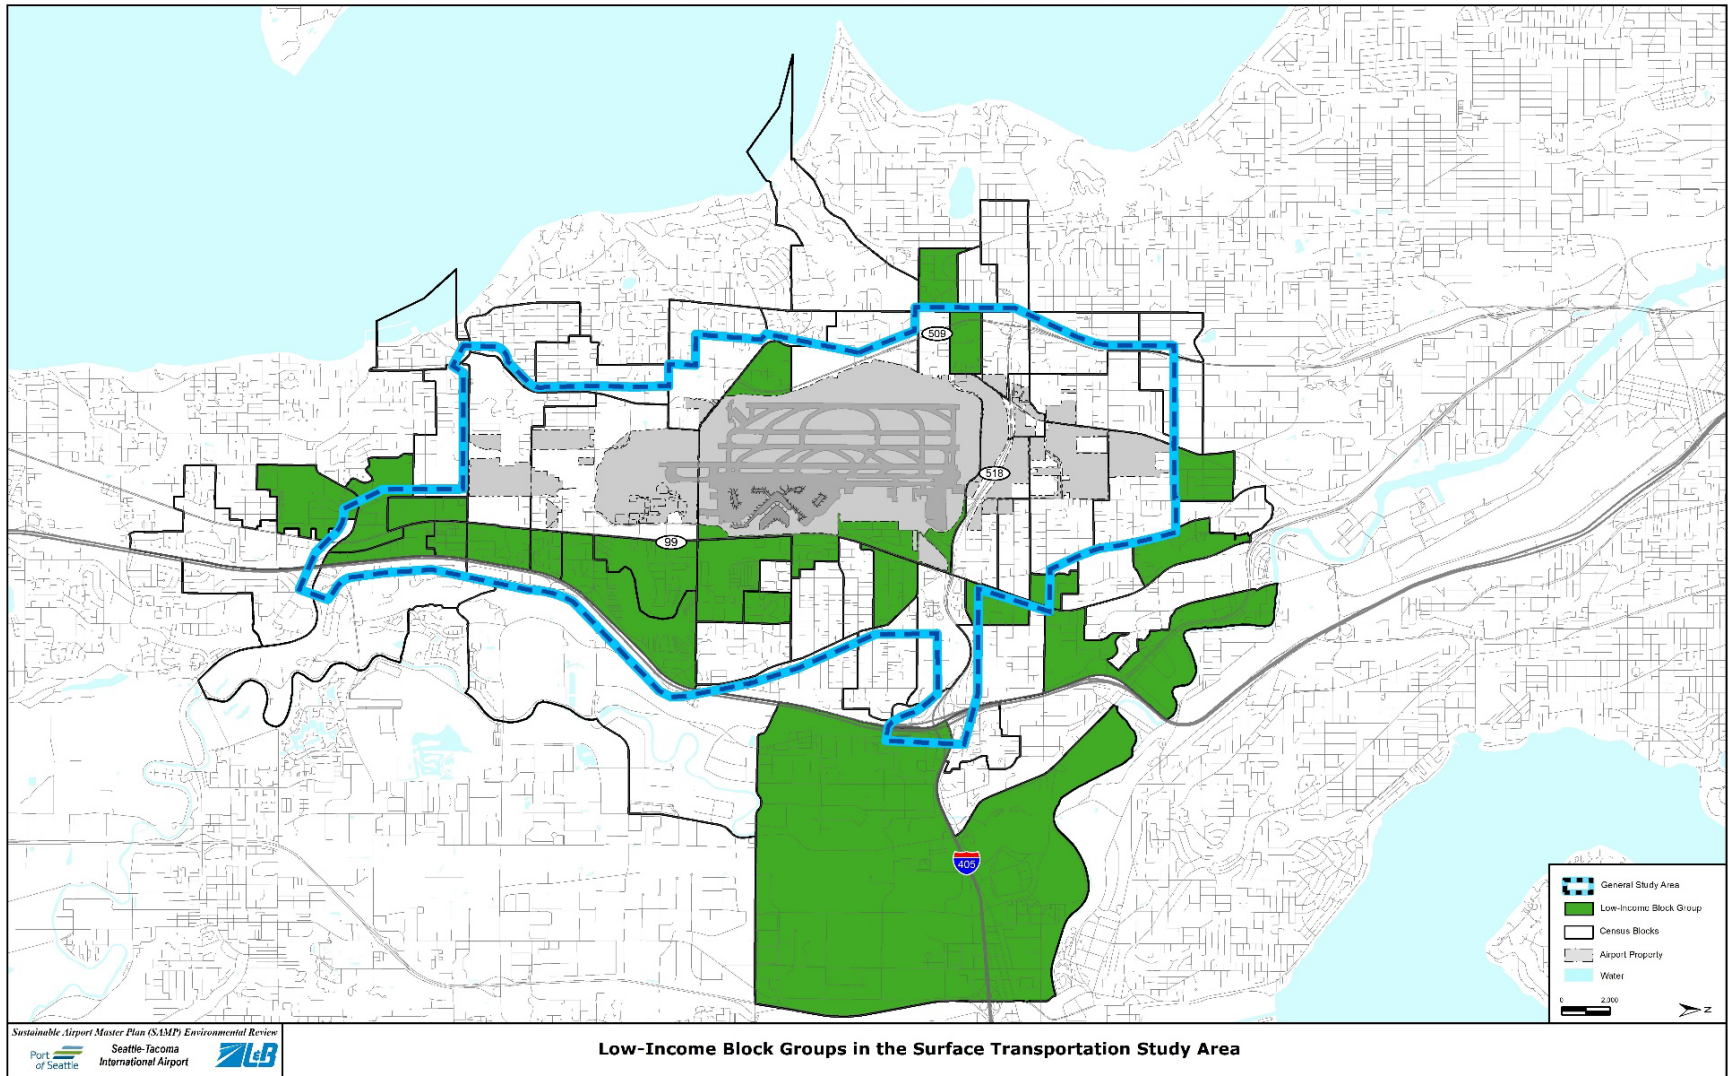 509
518
99
405
General Study Area
Low-Income Block Group
Census Blocks
Airport Property
Water
0 2,000
N
Sustainable Airport Master Plan (SAMP) Environmental Review
Port
of Seattle
Seattle-Tacoma
International Airport
L&B
Low-Income Block Groups in the Surface Transportation Study Area